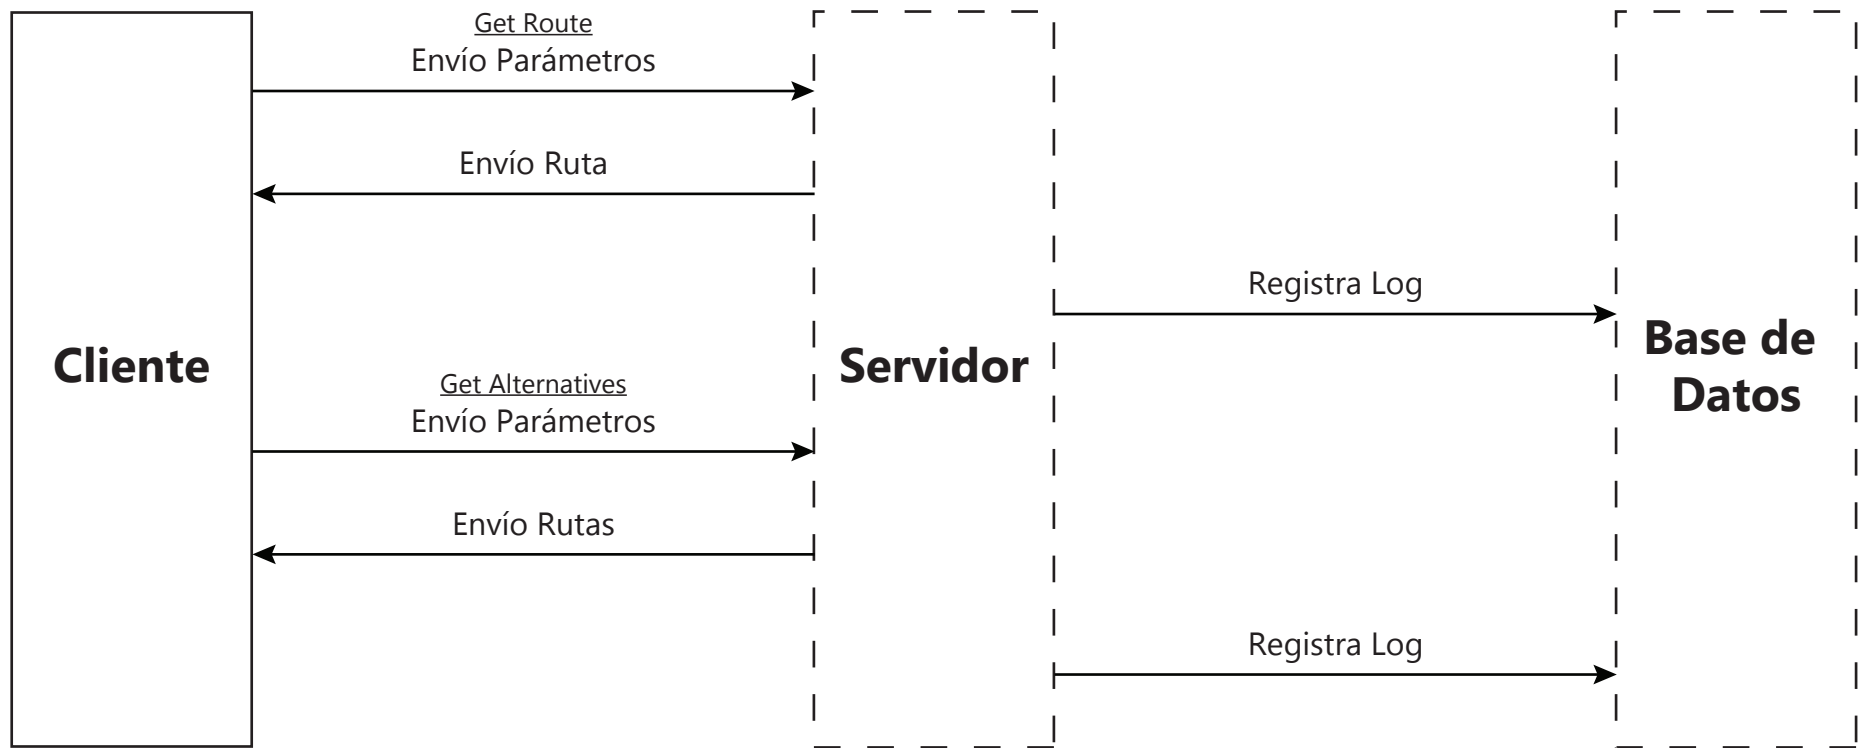 Get Route
Envío Parámetros
Envío Ruta
Registra Log
Cliente
Servidor
Base de
Datos
Get Alternatives
Envío Parámetros
Envío Rutas
Registra Log